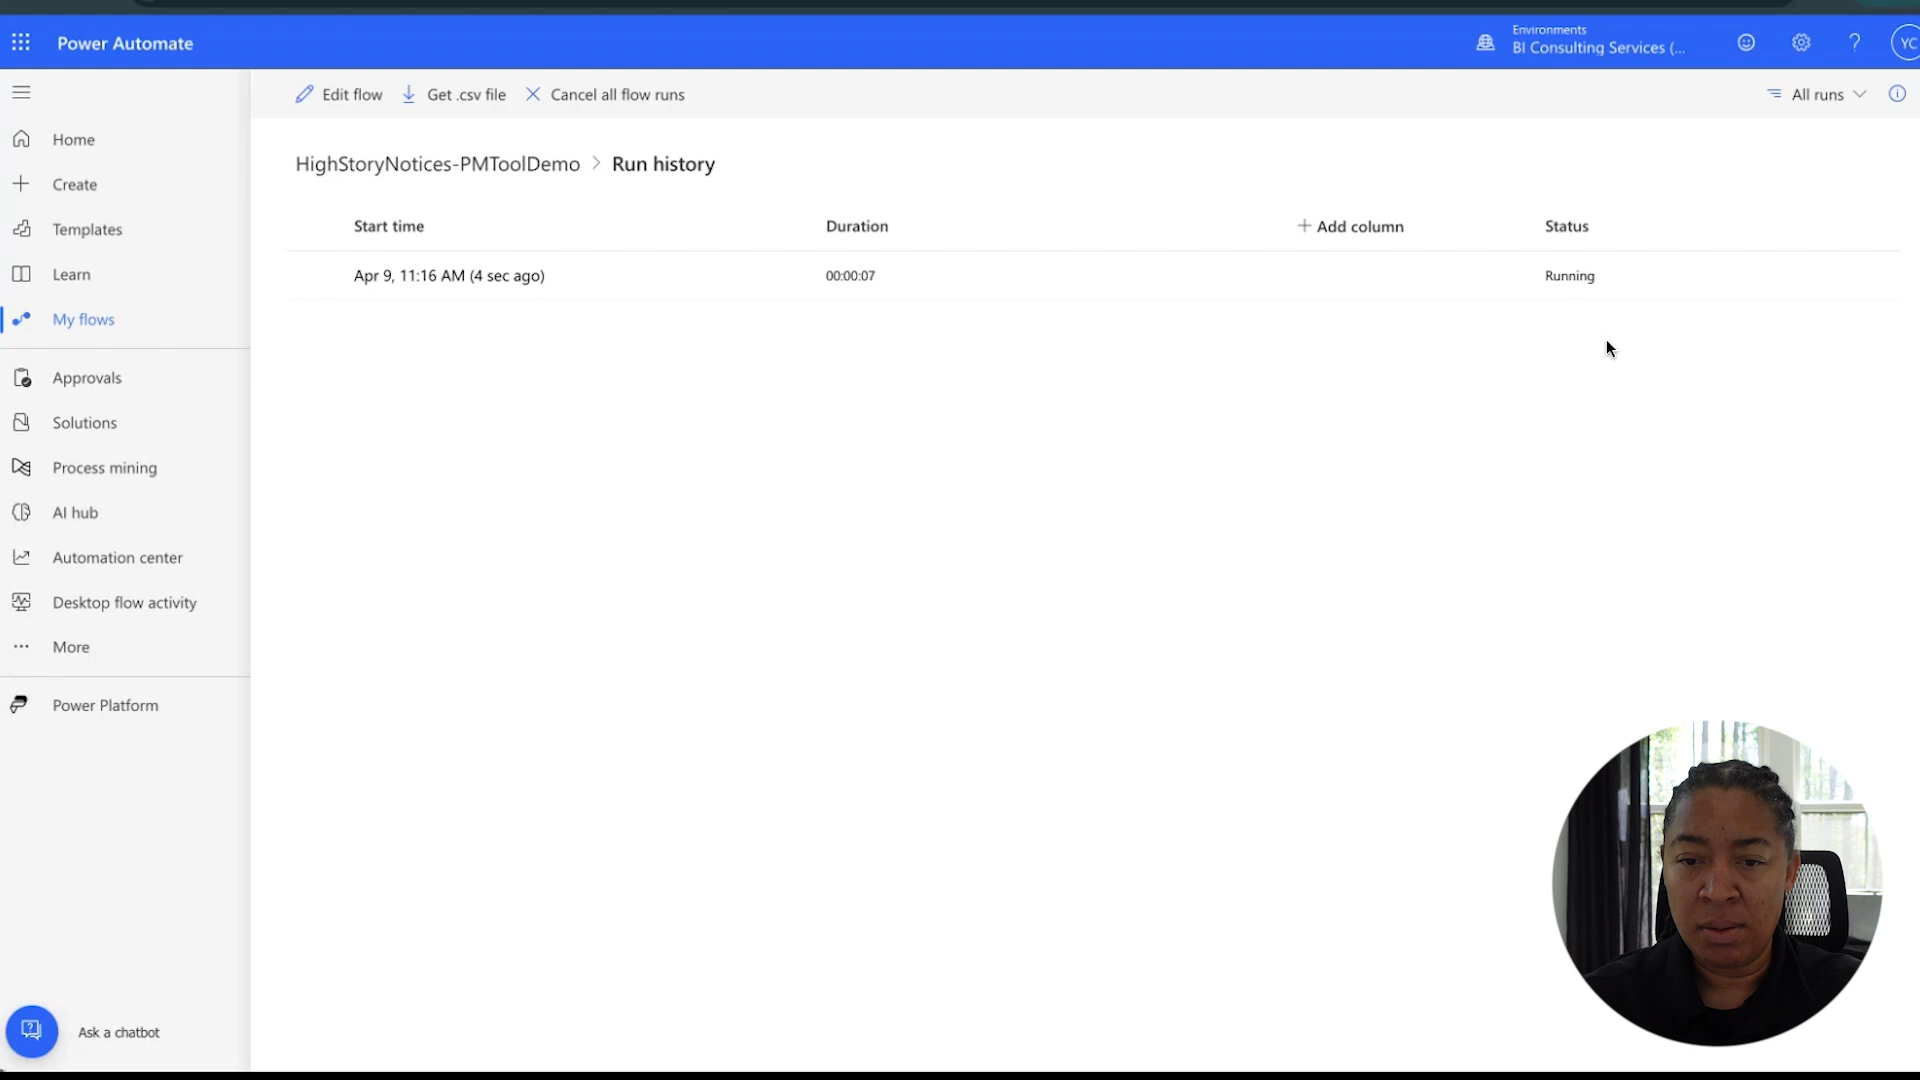 Power Automate
Environments
BI Consulting Services (...
YC
Edit flow
Get .csv file
Cancel all flow runs
All runs
Home
Create
Templates
Learn
My flows
Approvals
Solutions
Process mining
AI hub
Automation center
Desktop flow activity
More
Power Platform
Ask a chatbot
HighStoryNotices-PMToolDemo > Run history
Start time Duration + Add column Status
Apr 9, 11:16 AM (4 sec ago) 00:00:07 Running